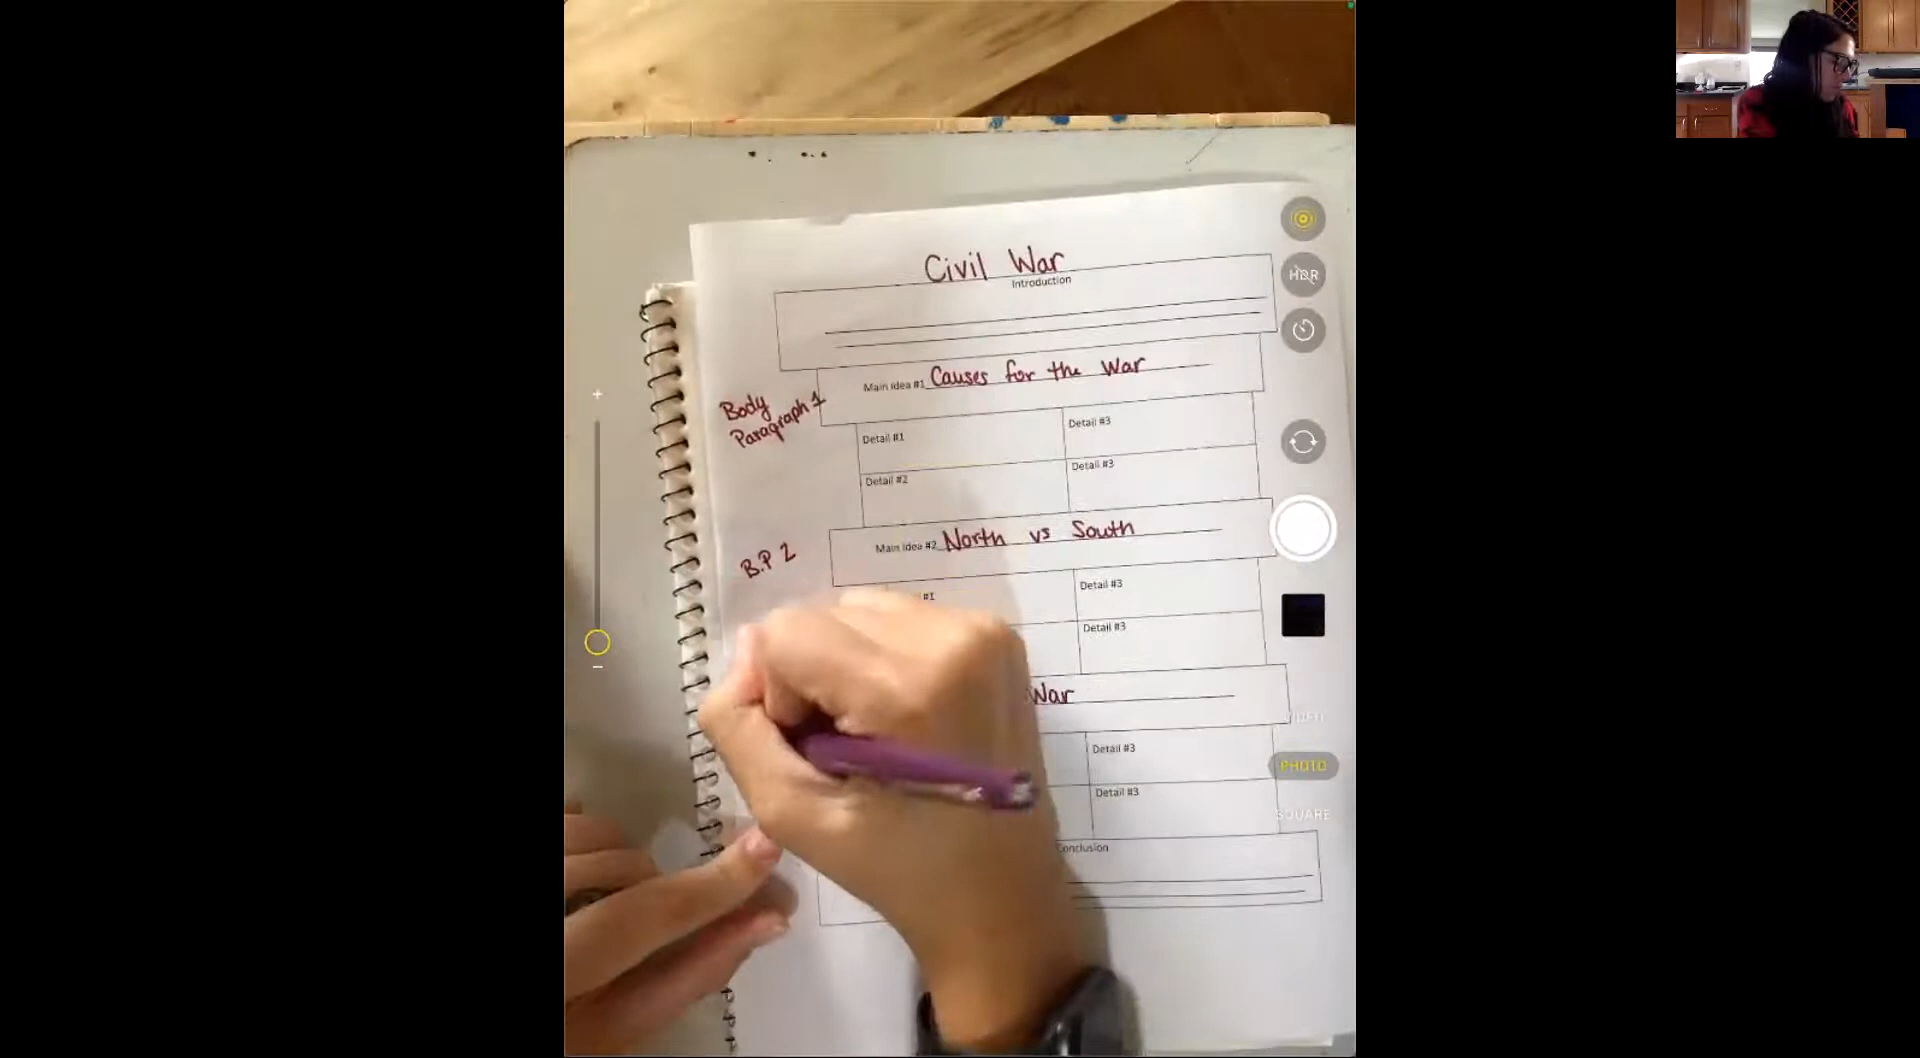 Civil War
Introduction
Main idea #1 Causes for the War
Body
Paragraph 1
Detail #1
Detail #3
Detail #2
Detail #3
Main idea #2 North vs South
B.P 2
#1
Detail #3
Detail #3
War
Detail #3
Detail #3
Conclusion
HDR
VIDEO
PHOTO
SQUARE